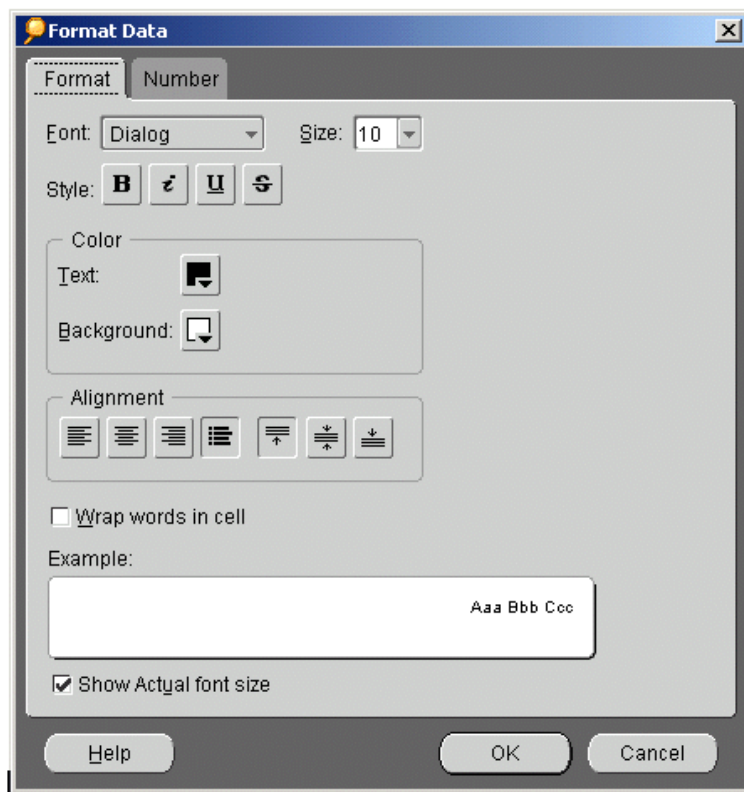 Format Data
Format Number
Font: Dialog Size: 10
Style: B i U S
Color
Text:
Background:
Alignment
Wrap words in cell
Example:
Aaa Bbb Ccc
Show Actual font size
Help OK Cancel